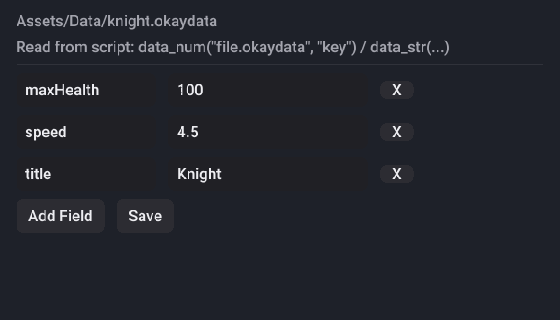 Assets/Data/knight.okaydata
Read from script: data_num("file.okaydata", "key") / data_str(...)
maxHealth 100 X
speed 4.5 X
title Knight X
Add Field Save